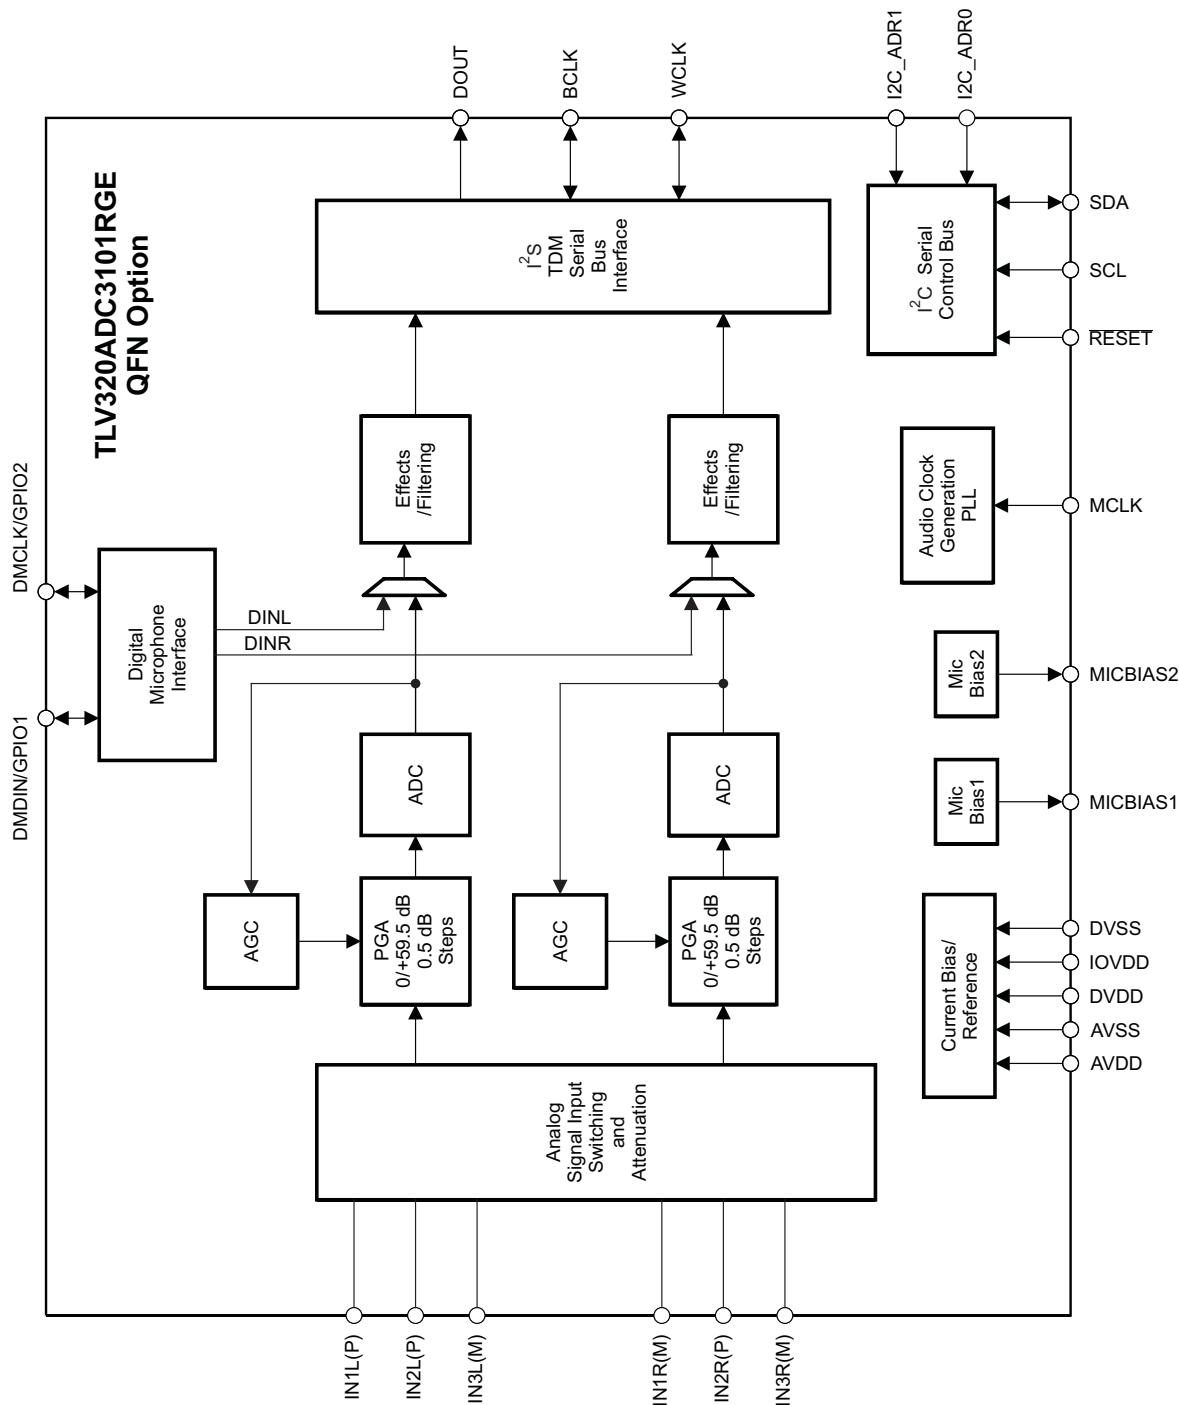 TLV320ADC3101RGE
QFN Option
DMDIN/GPIO1
DMCLK/GPIO2
Digital
Microphone
Interface
DINL
DINR
IN1L(P)
IN2L(P)
IN3L(M)
IN1R(M)
IN2R(P)
IN3R(M)
Analog
Signal Input
Switching
and
Attenuation
AGC
PGA
0/+59.5 dB
0.5 dB
Steps
ADC
Effects
/Filtering
AGC
PGA
0/+59.5 dB
0.5 dB
Steps
ADC
Effects
/Filtering
I²S
TDM
Serial
Bus
Interface
DOUT
BCLK
WCLK
I2C_ADR1
I2C_ADR0
Current Bias/
Reference
Mic
Bias1
Mic
Bias2
Audio Clock
Generation
PLL
I²C Serial
Control Bus
AVDD
AVSS
DVDD
IOVDD
DVSS
MICBIAS1
MICBIAS2
MCLK
RESET
SCL
SDA